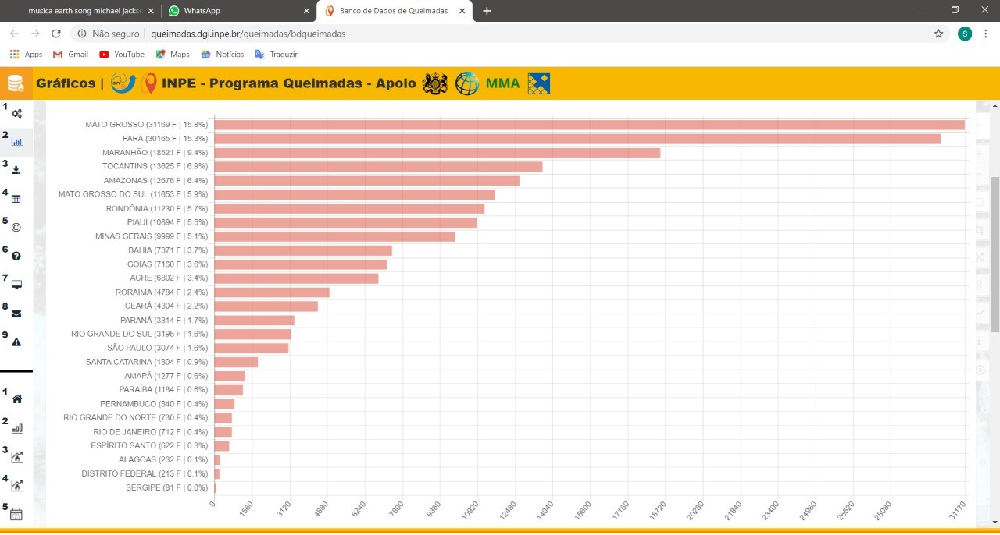 musica earth song michael jacks
WhatsApp
Banco de Dados de Queimadas
Não seguro | queimadas.dgi.inpe.br/queimadas/bdqueimadas
S
Apps Gmail YouTube Maps Notícias Traduzir
Gráficos | INPE - Programa Queimadas - Apoio MMA
1
2
3
4
5
6
7
8
9
1
2
3
4
5
MATO GROSSO (31169 F | 15.8%)
PARÁ (30165 F | 15.3%)
MARANHÃO (18521 F | 9.4%)
TOCANTINS (13625 F | 6.9%)
AMAZONAS (12676 F | 6.4%)
MATO GROSSO DO SUL (11653 F | 5.9%)
RONDÔNIA (11230 F | 5.7%)
PIAUÍ (10894 F | 5.5%)
MINAS GERAIS (9999 F | 5.1%)
BAHIA (7371 F | 3.7%)
GOIÁS (7160 F | 3.6%)
ACRE (6802 F | 3.4%)
RORAIMA (4784 F | 2.4%)
CEARÁ (4304 F | 2.2%)
PARANÁ (3314 F | 1.7%)
RIO GRANDE DO SUL (3196 F | 1.6%)
SÃO PAULO (3074 F | 1.6%)
SANTA CATARINA (1804 F | 0.9%)
AMAPÁ (1277 F | 0.6%)
PARAÍBA (1184 F | 0.6%)
PERNAMBUCO (840 F | 0.4%)
RIO GRANDE DO NORTE (730 F | 0.4%)
RIO DE JANEIRO (712 F | 0.4%)
ESPÍRITO SANTO (622 F | 0.3%)
ALAGOAS (232 F | 0.1%)
DISTRITO FEDERAL (213 F | 0.1%)
SERGIPE (81 F | 0.0%)
0 1560 3120 4680 6240 7800 9360 10920 12480 14040 15600 17160 18720 20280 21840 23400 24960 26520 28080 31170